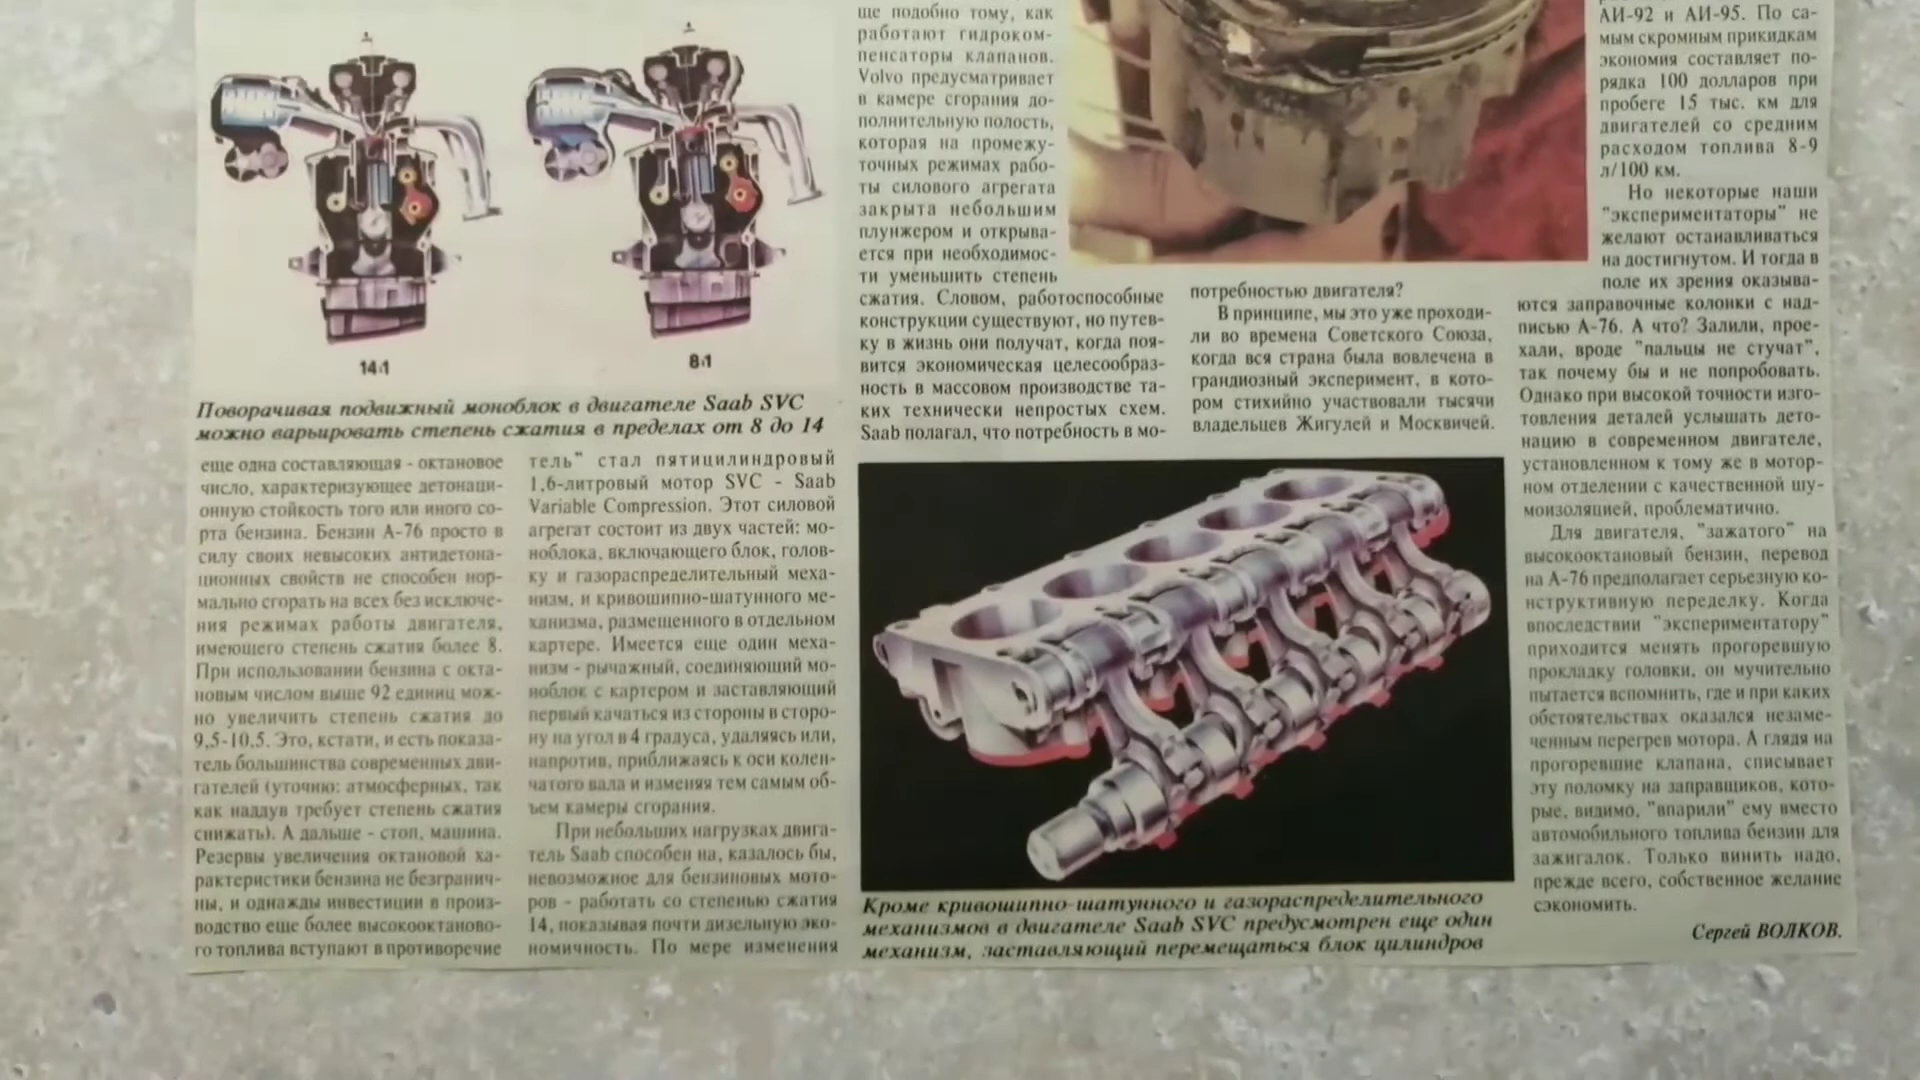 14:1
8:1
Поворачивая подвижный моноблок в двигателе Saab SVC
можно варьировать степень сжатия в пределах от 8 до 14
еще одна составляющая - октановое
число, характеризующее детонаци-
онную стойкость того или иного со-
рта бензина. Бензин А-76 просто в
силу своих невысоких антидетона-
ционных свойств не способен нор-
мально сгорать на всех без исключе-
ния режимах работы двигателя,
имеющего степень сжатия более 8.
При использовании бензина с окта-
новым числом выше 92 единиц мож-
но увеличить степень сжатия до
9,5-10,5. Это, кстати, и есть показа-
тель большинства современных дви-
гателей (уточню: атмосферных, так
как наддув требует степень сжатия
снижать). А дальше - стоп, машина.
Резервы увеличения октановой ха-
рактеристики бензина не безгранич-
ны, и однажды инвестиции в произ-
водство еще более высокооктаново-
го топлива вступают в противоречие
тель" стал пятицилиндровый
1,6-литровый мотор SVC - Saab
Variable Compression. Этот силовой
агрегат состоит из двух частей: мо-
ноблока, включающего блок, голов-
ку и газораспределительный меха-
низм, и кривошипно-шатунного ме-
ханизма, размещенного в отдельном
картере. Имеется еще один меха-
низм - рычажный, соединяющий мо-
ноблок с картером и заставляющий
первый качаться из стороны в сторо-
ну на угол в 4 градуса, удаляясь или,
напротив, приближаясь к оси колен-
чатого вала и изменяя тем самым об-
ъем камеры сгорания.
При небольших нагрузках двига-
тель Saab способен на, казалось бы,
невозможное для бензиновых мото-
ров - работать со степенью сжатия
14, показывая почти дизельную эко-
номичность. По мере изменения
ще подобно тому, как
работают гидроком-
пенсаторы клапанов.
Volvo предусматривает
в камере сгорания до-
полнительную полость,
которая на промежу-
точных режимах рабо-
ты силового агрегата
закрыта небольшим
плунжером и открыва-
ется при необходимос-
ти уменьшить степень
сжатия. Словом, работоспособные
конструкции существуют, но путев-
ку в жизнь они получат, когда поя-
вится экономическая целесообраз-
ность в массовом производстве та-
ких технически непростых схем.
Saab полагал, что потребность в мо-
потребностью двигателя?
В принципе, мы это уже проходи-
ли во времена Советского Союза,
когда вся страна была вовлечена в
грандиозный эксперимент, в кото-
ром стихийно участвовали тысячи
владельцев Жигулей и Москвичей.
Кроме кривошипно-шатунного и газораспределительного
механизмов в двигателе Saab SVC предусмотрен еще один
механизм, заставляющий перемещаться блок цилиндров
АИ-92 и АИ-95. По са-
мым скромным прикидкам
экономия составляет по-
рядка 100 долларов при
пробеге 15 тыс. км для
двигателей со средним
расходом топлива 8-9
л/100 км.
Но некоторые наши
"экспериментаторы" не
желают останавливаться
на достигнутом. И тогда в
поле их зрения оказыва-
ются заправочные колонки с над-
писью А-76. А что? Залили, прое-
хали, вроде "пальцы не стучат",
так почему бы и не попробовать.
Однако при высокой точности изго-
товления деталей услышать дето-
нацию в современном двигателе,
установленном к тому же в мотор-
ном отделении с качественной шу-
моизоляцией, проблематично.
Для двигателя, "зажатого" на
высокооктановый бензин, перевод
на А-76 предполагает серьезную ко-
нструктивную переделку. Когда
впоследствии "экспериментатору"
приходится менять прогоревшую
прокладку головки, он мучительно
пытается вспомнить, где и при каких
обстоятельствах оказался незаме-
ченным перегрев мотора. А глядя на
прогоревшие клапана, списывает
эту поломку на заправщиков, кото-
рые, видимо, "впарили" ему вместо
автомобильного топлива бензин для
зажигалок. Только винить надо,
прежде всего, собственное желание
сэкономить.
Сергей ВОЛКОВ.